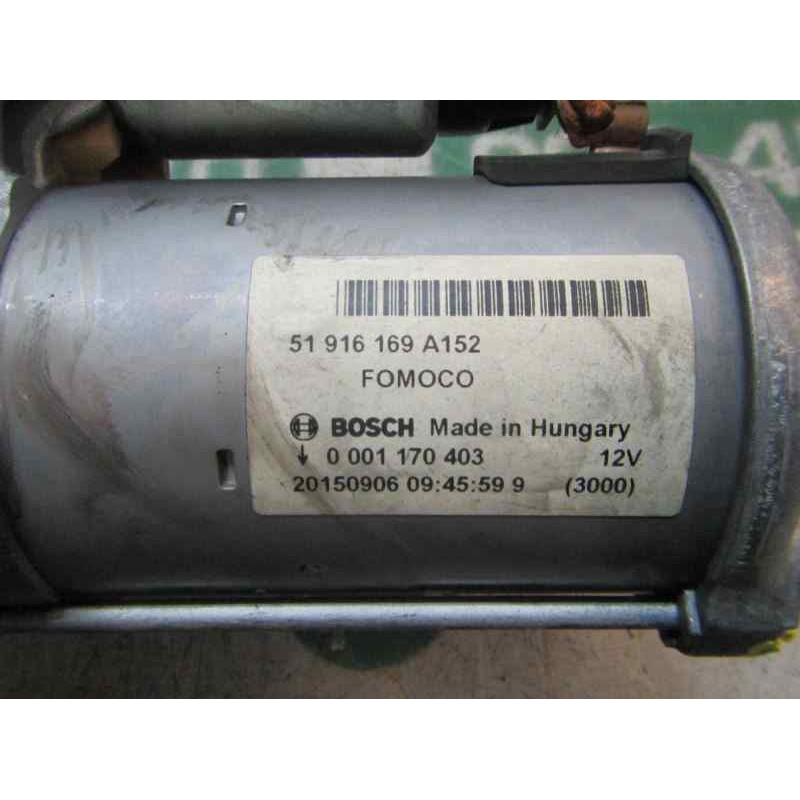 51 916 169 A152
FOMOCO
BOSCH Made in Hungary
↓ 0 001 170 403 12V
20150906 09:45:59 9 (3000)